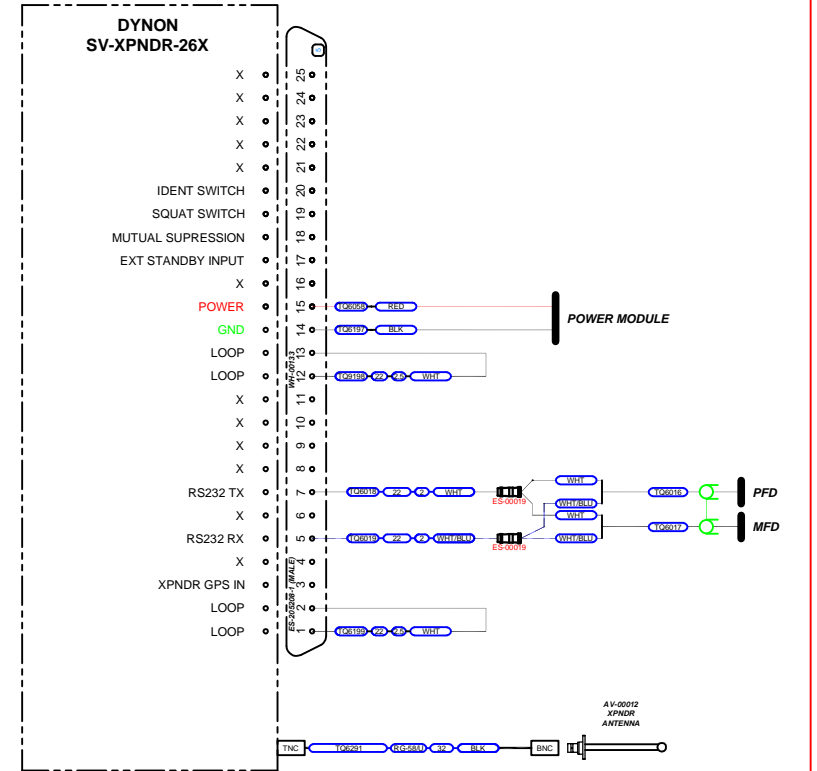 DYNON
SV-XPNDR-26X
X 25
X 24
X 23
X 22
X 21
IDENT SWITCH 20
SQUAT SWITCH 19
MUTUAL SUPRESSION 18
EXT STANDBY INPUT 17
X 16
POWER 15 TQ6058 RED
POWER MODULE
GND 14 TQ6197 BLK
LOOP 13
WH-00133
LOOP 12 TQ9198 22 2.5 WHT
X 11
X 10
X 9
X 8
WHT
RS232 TX 7 TQ6018 22 2 WHT ES-00019 TQ6016 PFD
WHT/BLU
X 6 WHT
TQ6017 MFD
RS232 RX 5 TQ6019 22 2 WHT/BLU ES-00019 WHT/BLU
X 4
XPNDR GPS IN 3
ES-205206-1 (MALE)
LOOP 2
LOOP 1 TQ6199 22 2.5 WHT
AV-00012
XPNDR
ANTENNA
TNC TQ6291 RG-58/U 32 BLK BNC